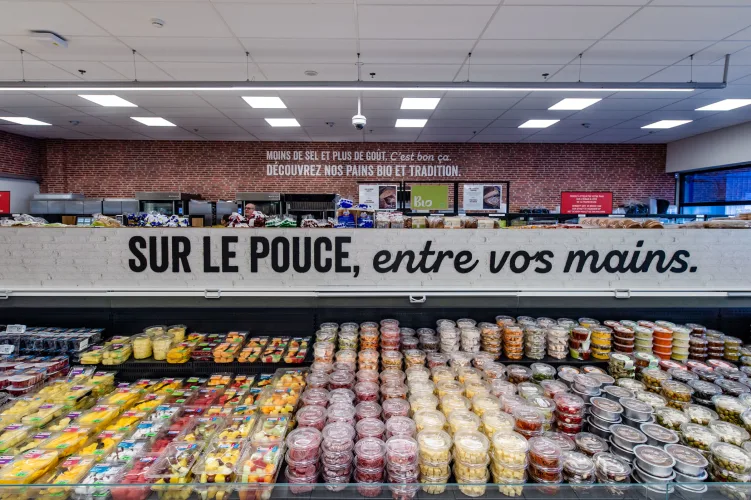 MOINS DE SEL ET PLUS DE GOÛT. C'est bon ça.
DÉCOUVREZ NOS PAINS BIO ET TRADITION.
Bio
SUR LE POUCE, entre vos mains.